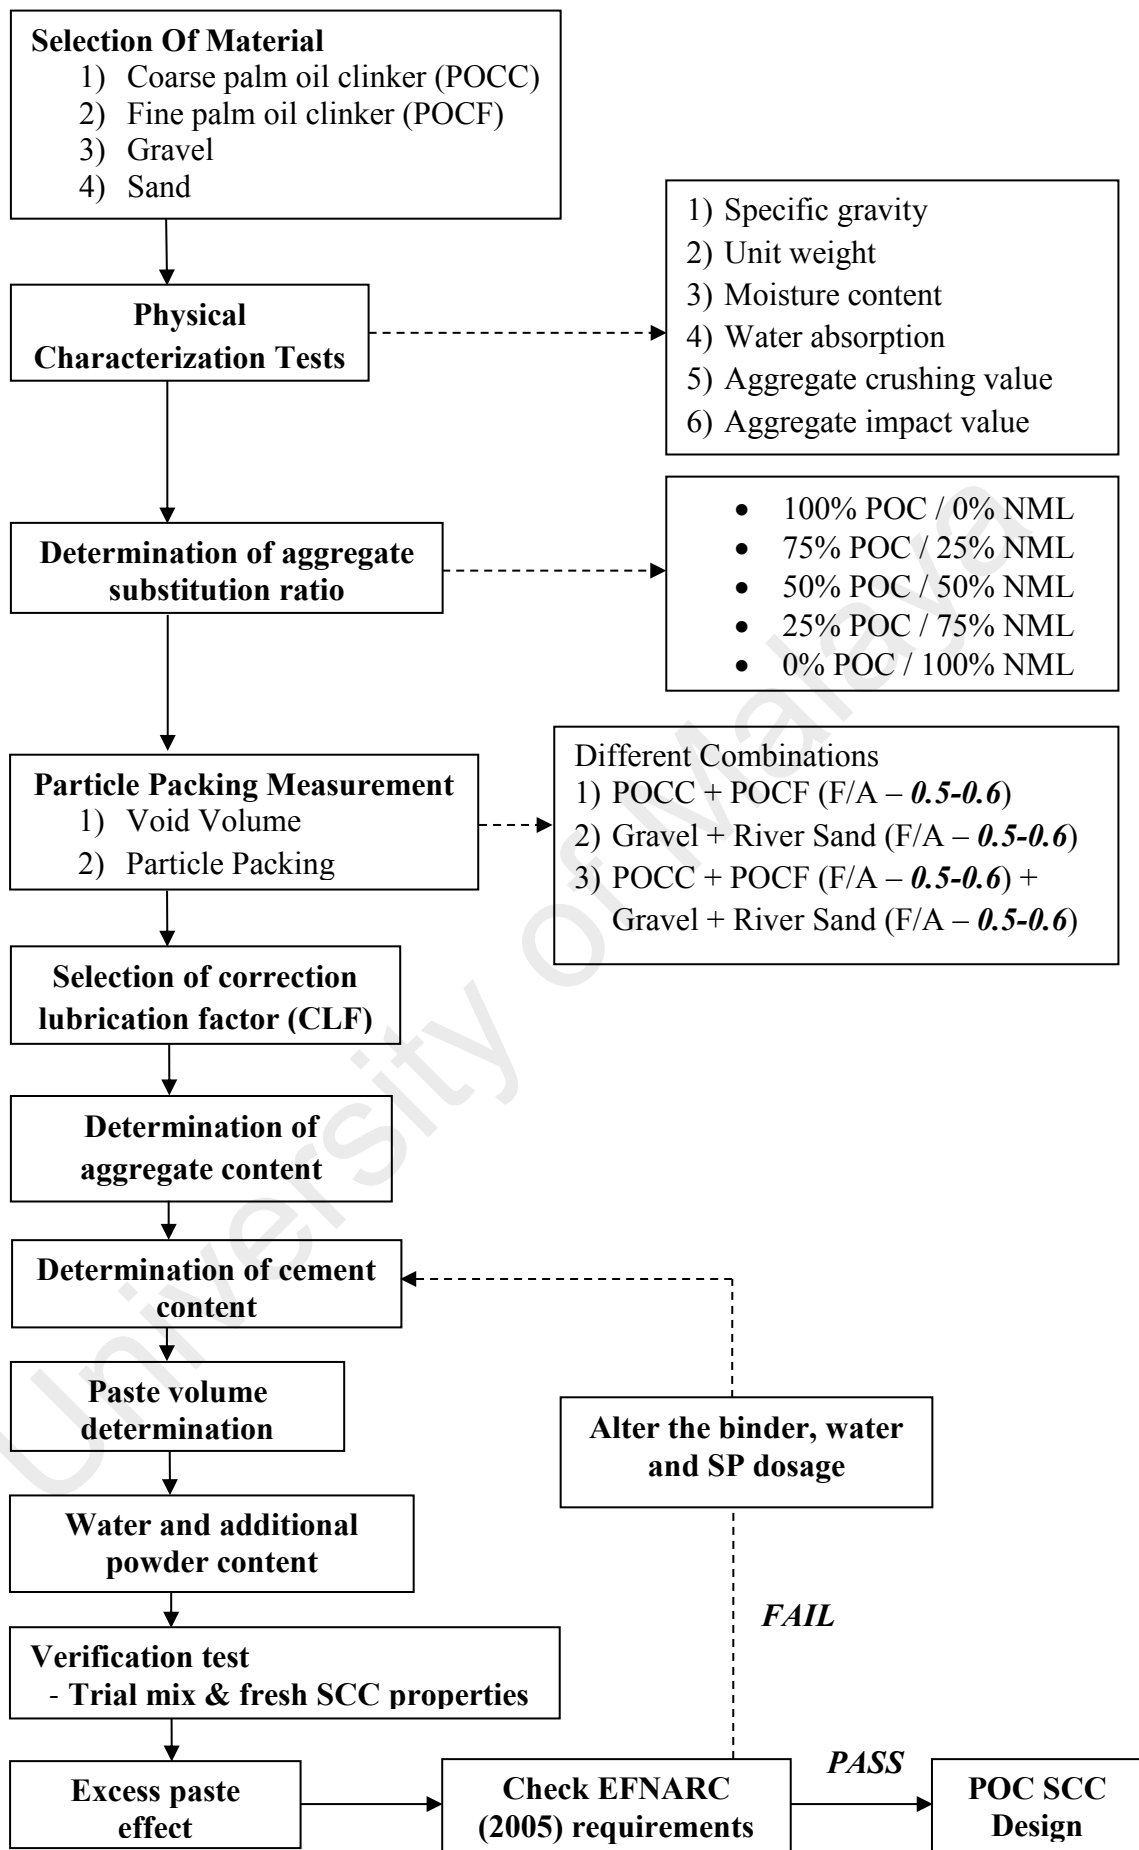 Selection Of Material
1) Coarse palm oil clinker (POCC)
2) Fine palm oil clinker (POCF)
3) Gravel
4) Sand
1) Specific gravity
2) Unit weight
3) Moisture content
4) Water absorption
5) Aggregate crushing value
6) Aggregate impact value
Physical
Characterization Tests
• 100% POC / 0% NML
• 75% POC / 25% NML
• 50% POC / 50% NML
• 25% POC / 75% NML
• 0% POC / 100% NML
Determination of aggregate
substitution ratio
Particle Packing Measurement
1) Void Volume
2) Particle Packing
Different Combinations
1) POCC + POCF (F/A – 0.5-0.6)
2) Gravel + River Sand (F/A – 0.5-0.6)
3) POCC + POCF (F/A – 0.5-0.6) +
Gravel + River Sand (F/A – 0.5-0.6)
Selection of correction
lubrication factor (CLF)
Determination of
aggregate content
Determination of cement
content
Paste volume
determination
Alter the binder, water
and SP dosage
Water and additional
powder content
FAIL
Verification test
- Trial mix & fresh SCC properties
Excess paste
effect
Check EFNARC
(2005) requirements
PASS
POC SCC
Design
University of Malaya